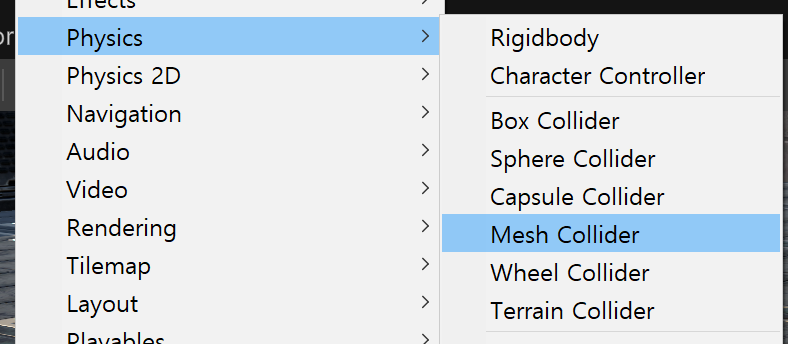 Effects
Physics
Physics 2D
Navigation
Audio
Video
Rendering
Tilemap
Layout
Playables
Rigidbody
Character Controller
Box Collider
Sphere Collider
Capsule Collider
Mesh Collider
Wheel Collider
Terrain Collider